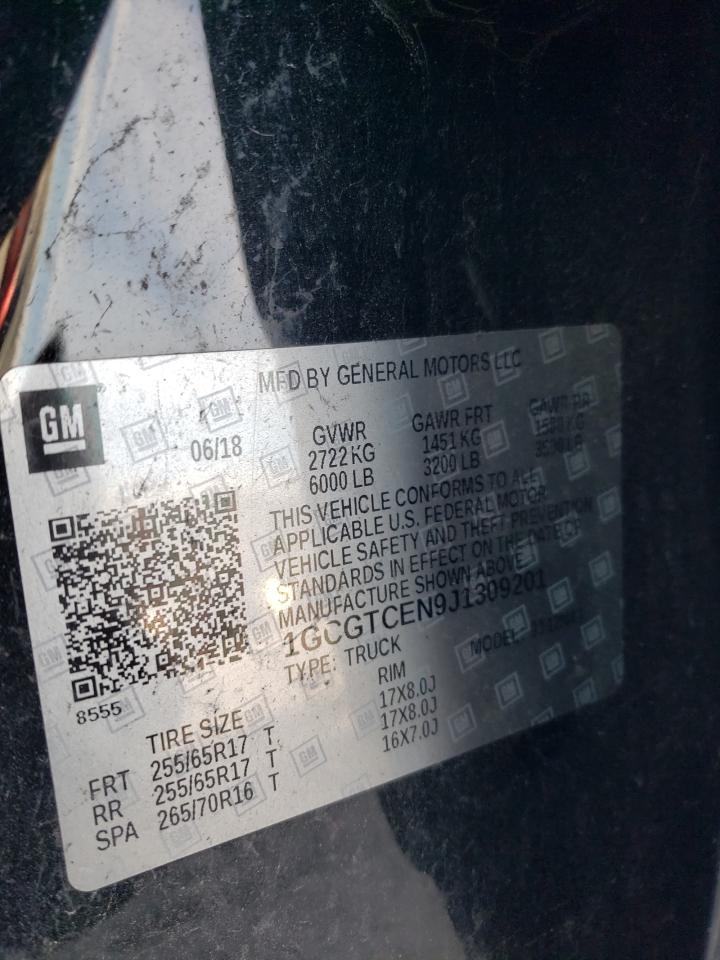 MFD BY GENERAL MOTORS LLC
GM
06/18
GVWR GAWR FRT GAWR RR
2722 KG 1451 KG
6000 LB 3200 LB
THIS VEHICLE CONFORMS TO ALL
APPLICABLE U.S. FEDERAL MOTOR
VEHICLE SAFETY AND THEFT PREVENTION
STANDARDS IN EFFECT ON THE DATE OF
MANUFACTURE SHOWN ABOVE.
1GCGTCEN9J1309201
TYPE: TRUCK MODEL:
8555
TIRE SIZE RIM
FRT 255/65R17 T 17X8.0J
RR 255/65R17 T 17X8.0J
SPA 265/70R16 T 16X7.0J